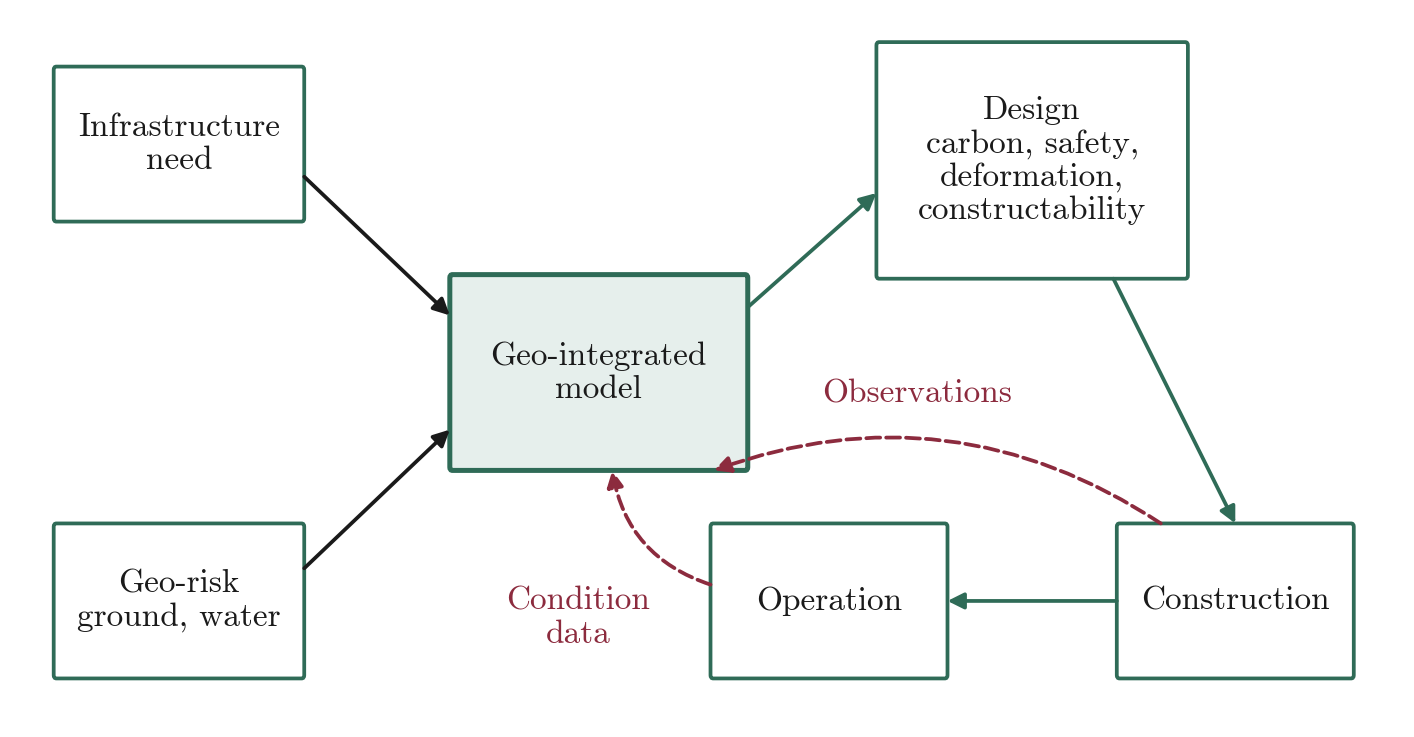 Infrastructure
need
Design
carbon, safety,
deformation,
constructability
Geo-integrated
model
Observations
Geo-risk
ground, water
Condition
data
Operation
Construction